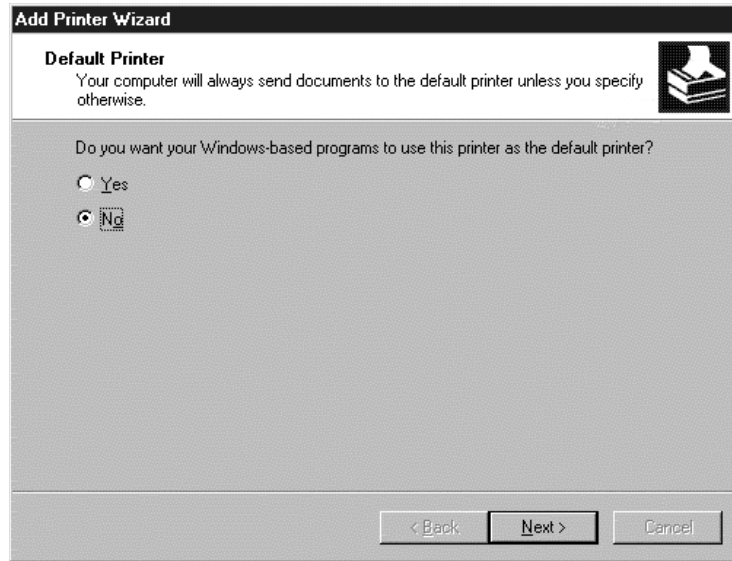 Add Printer Wizard
Default Printer
Your computer will always send documents to the default printer unless you specify
otherwise.
Do you want your Windows-based programs to use this printer as the default printer?
Yes
No
< Back
Next >
Cancel